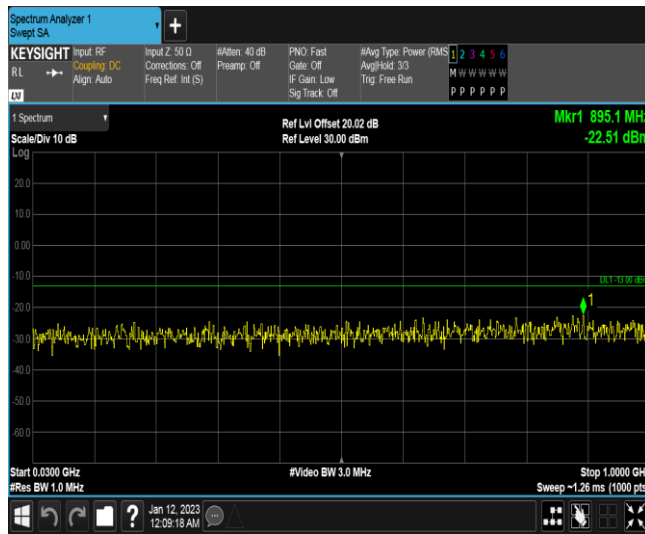 Spectrum Analyzer 1
Swept SA
KEYSIGHT
RL
LXI
Input: RF
Coupling: DC
Align: Auto
Input Z: 50 Ω
Corrections: Off
Freq Ref: Int (S)
#Atten: 40 dB
Preamp: Off
PNO: Fast
Gate: Off
IF Gain: Low
Sig Track: Off
#Avg Type: Power (RMS
Avg|Hold: 3/3
Trig: Free Run
1 2 3 4 5 6
M W W W W W
P P P P P P
1 Spectrum
Scale/Div 10 dB
Ref Lvl Offset 20.02 dB
Ref Level 30.00 dBm
Mkr1 895.1 MHz
-22.51 dBm
Log
20.0
10.0
0.00
-10.0
DL1 -13.00 dBm
1
-20.0
-30.0
-40.0
-50.0
-60.0
Start 0.0300 GHz
#Res BW 1.0 MHz
#Video BW 3.0 MHz
Stop 1.0000 GH
Sweep ~1.26 ms (1000 pts
?
Jan 12, 2023
12:09:18 AM